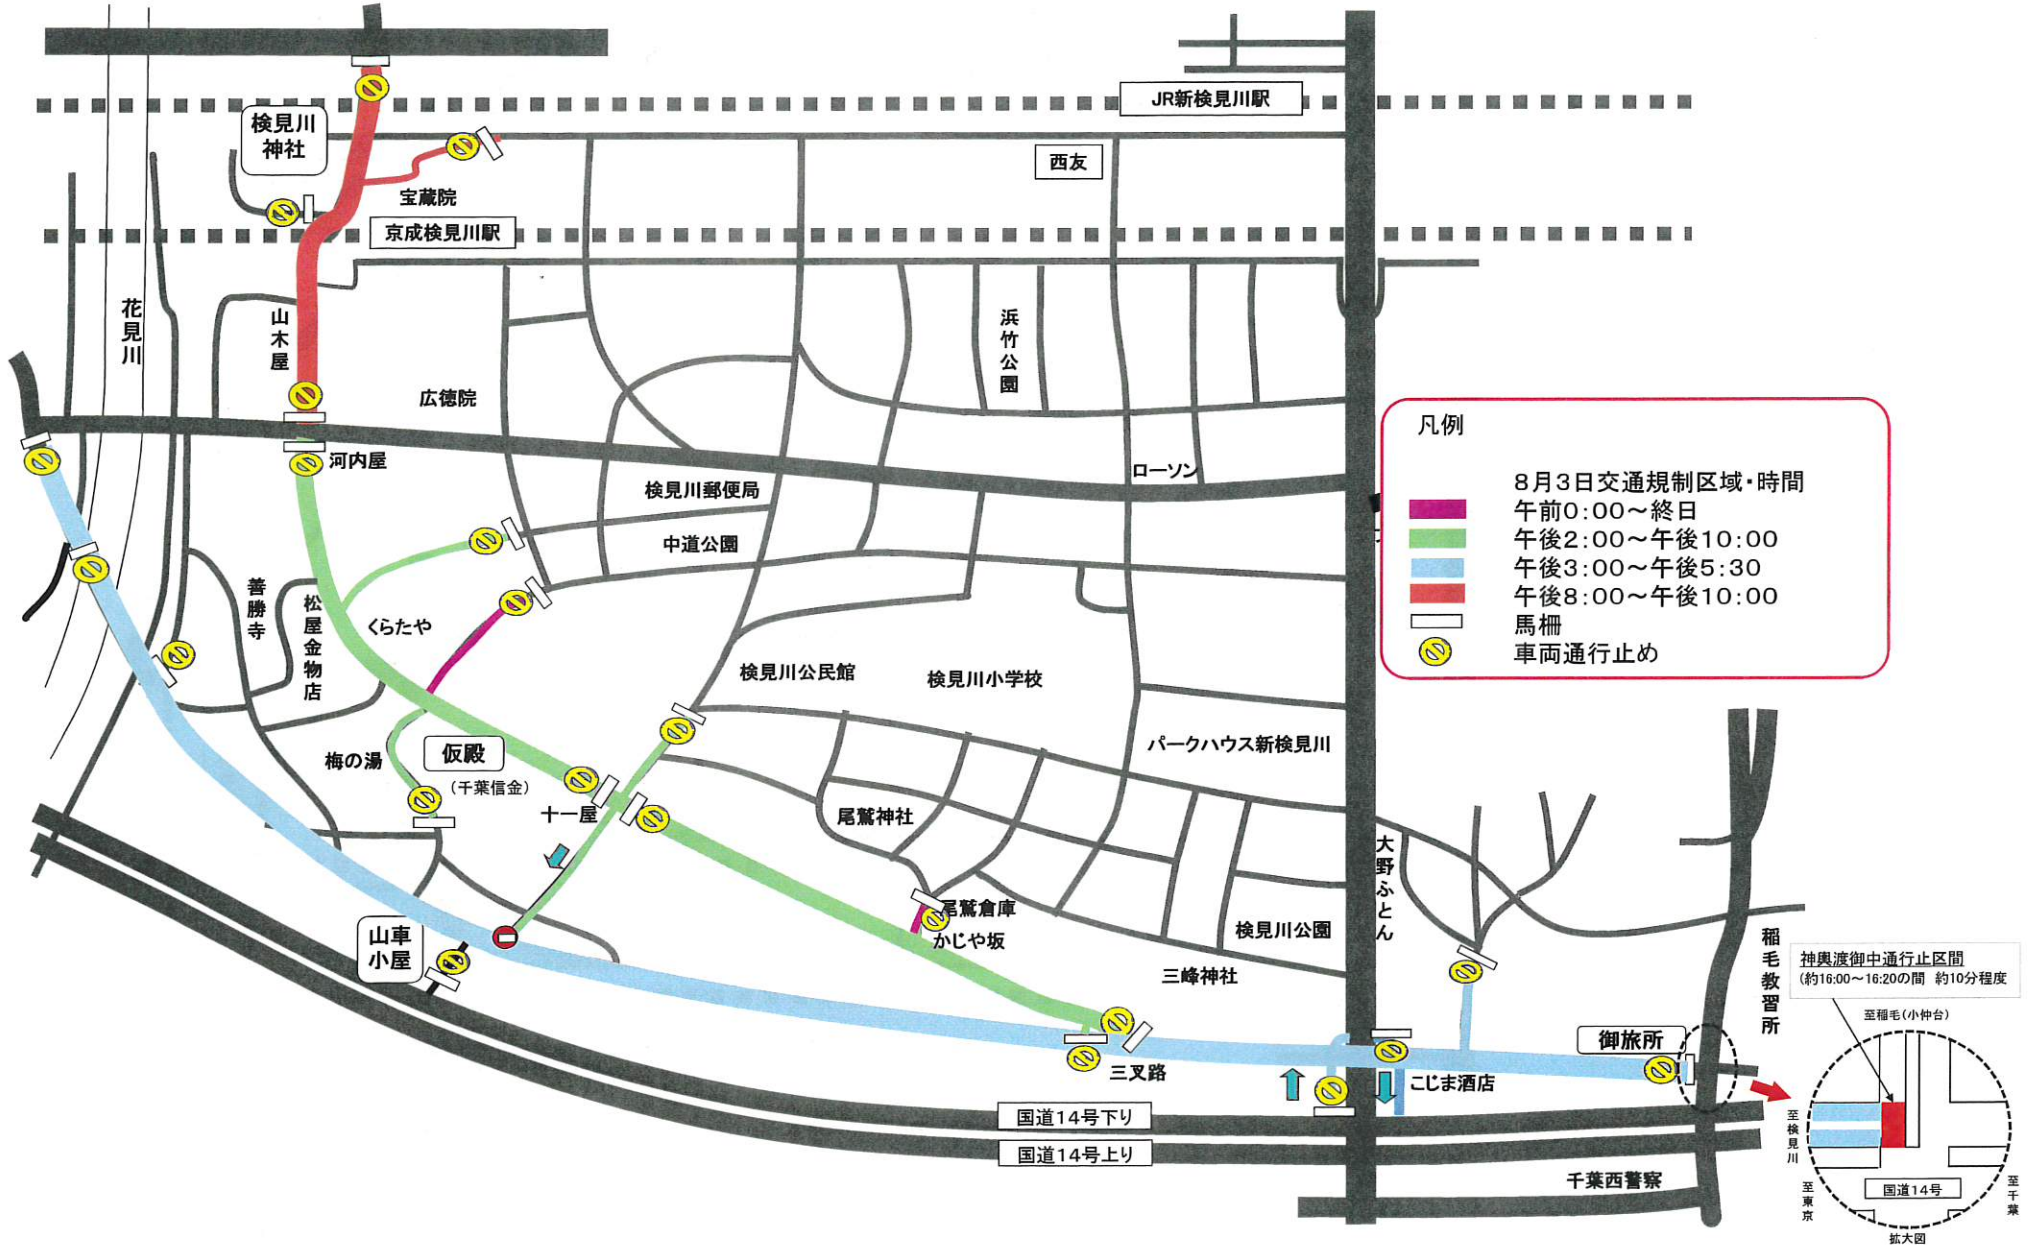 JR新検見川駅
検見川
神社
西友
宝蔵院
京成検見川駅
花見川
山木屋
浜竹公園
広徳院
河内屋
ローソン
検見川郵便局
中道公園
凡例
8月3日交通規制区域・時間
午前0:00～終日
午後2:00～午後10:00
午後3:00～午後5:30
午後8:00～午後10:00
馬柵
車両通行止め
善勝寺
松屋金物店
くらたや
検見川公民館
検見川小学校
パークハウス新検見川
梅の湯
仮殿
(千葉信金)
十一屋
尾鷲神社
大野ふとん
尾鷲倉庫
かじや坂
検見川公園
三峰神社
山車
小屋
稲毛教習所
神輿渡御中通行止区間
(約16:00～16:20の間 約10分程度
至稲毛(小仲台)
御旅所
三叉路
こじま酒店
国道14号下り
国道14号上り
千葉西警察
至検見川
至東京
国道14号
至千葉
拡大図